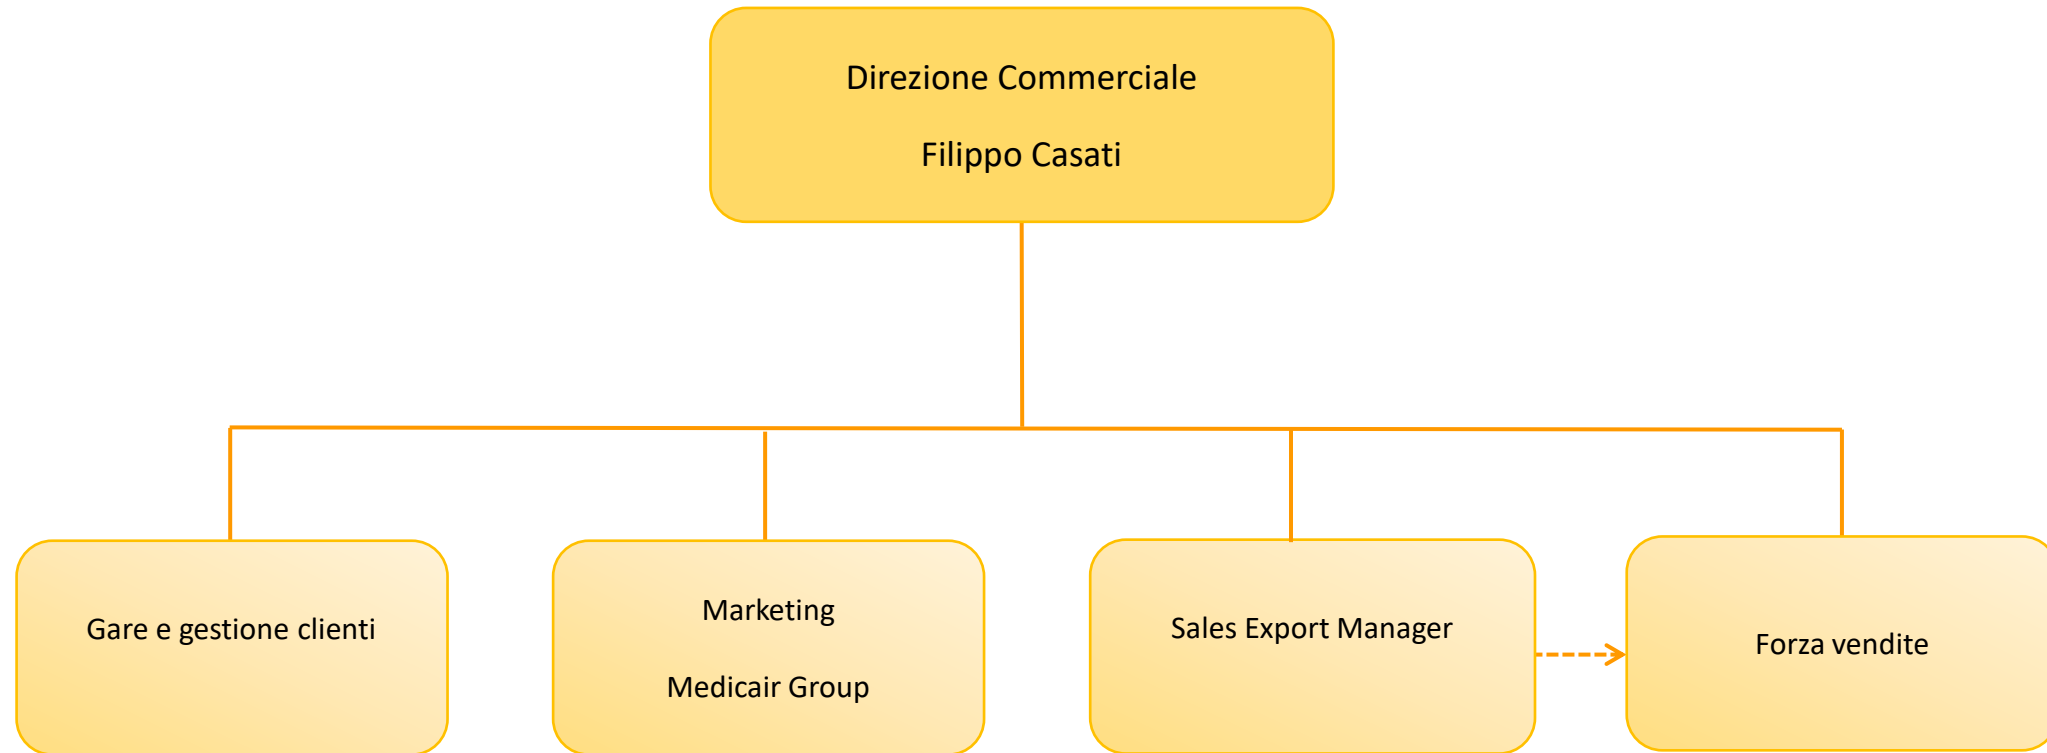 Direzione Commerciale
Filippo Casati
Gare e gestione clienti
Marketing
Medicair Group
Sales Export Manager
Forza vendite